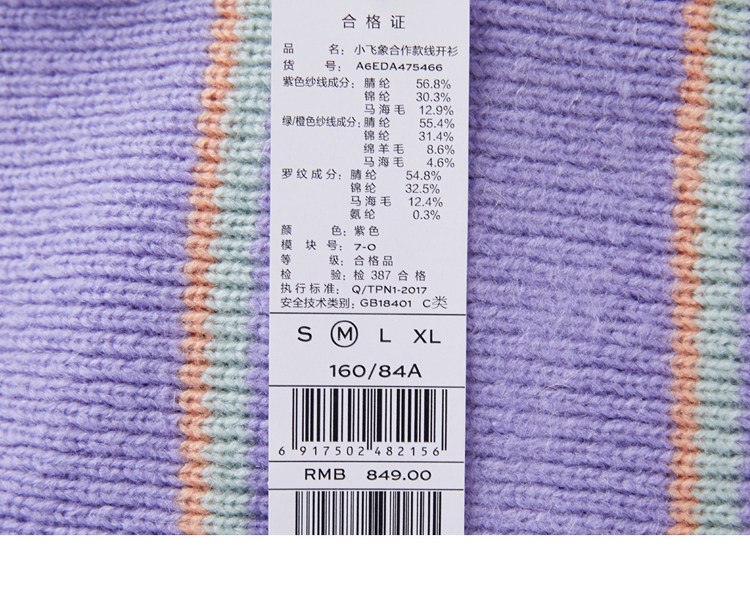 合格证
品 名：小飞象合作款线开衫
货 号：A6EDA475466
紫色纱线成分：腈纶 56.8%
锦纶 30.3%
马海毛 12.9%
绿/橙色纱线成分：腈纶 55.4%
锦纶 31.4%
绵羊毛 8.6%
马海毛 4.6%
罗纹成分：腈纶 54.8%
锦纶 32.5%
马海毛 12.4%
氨纶 0.3%
颜 色：紫色
模 块 号：7-0
等 级：合格品
检 验：检 387 合格
执行标准：Q/TPN1-2017
安全技术类别：GB18401 C类
S M L XL
160/84A
6 917502 482156
RMB 849.00